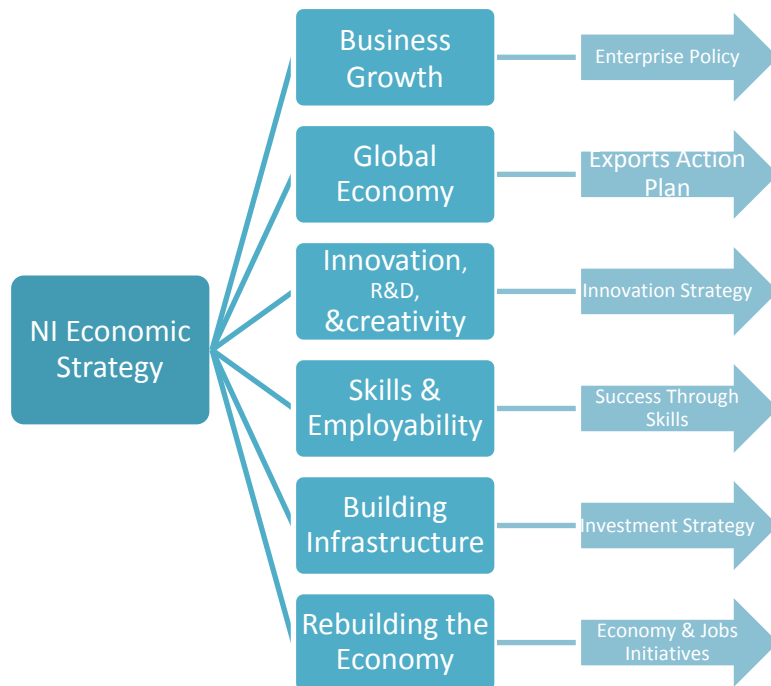 Business
Growth
Enterprise Policy
Global
Economy
Exports Action
Plan
Innovation,
R&D,
&creativity
Innovation Strategy
NI Economic
Strategy
Skills &
Employability
Success Through
Skills
Building
Infrastructure
Investment Strategy
Rebuilding the
Economy
Economy & Jobs
Initiatives